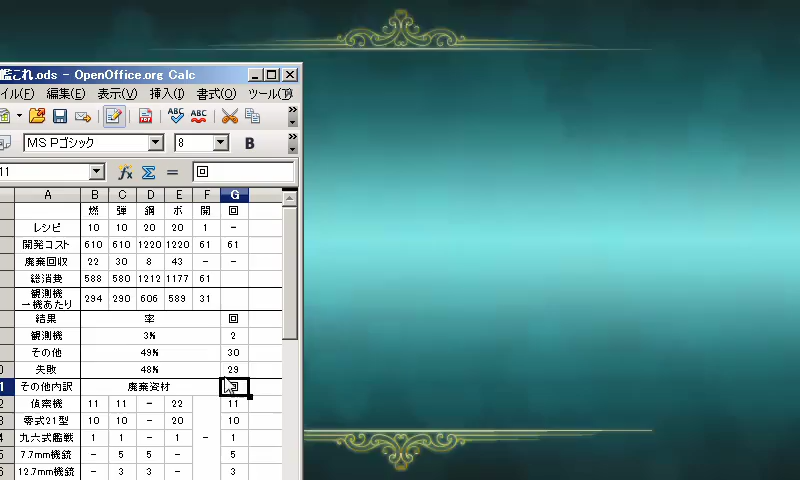 艦これ.ods - OpenOffice.org Calc
イル(F) 編集(E) 表示(V) 挿入(I) 書式(O) ツール(T)
MS Pゴシック 8 B
11 回
A B C D E F G
燃 弾 鋼 ボ 開 回
レシピ 10 10 20 20 1 -
開発コスト 610 610 1220 1220 61 61
廃棄回収 22 30 8 43 - -
総消費 588 580 1212 1177 61
観測機
一機あたり 294 290 606 589 31
結果 率 回
観測機 3% 2
その他 49% 30
0 失敗 48% 29
1 その他内訳 廃棄資材 回
2 偵察機 11 11 - 22 11
3 零式21型 10 10 - 20 10
4 九六式艦戦 1 1 - 1 - 1
5 7.7mm機銃 - 5 5 - 5
6 12.7mm機銃 - 3 3 - 3